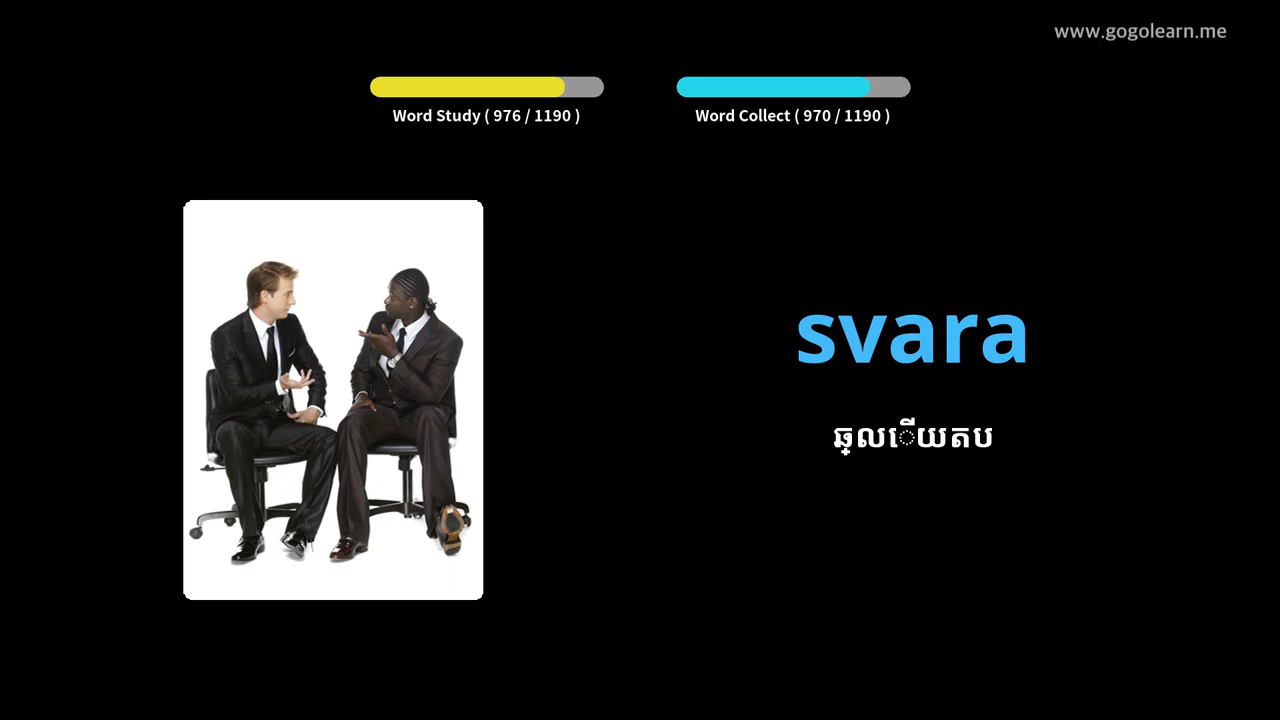 www.gogolearn.me
Word Study ( 976 / 1190 )
Word Collect ( 970 / 1190 )
svara
ឆ្លើយតប